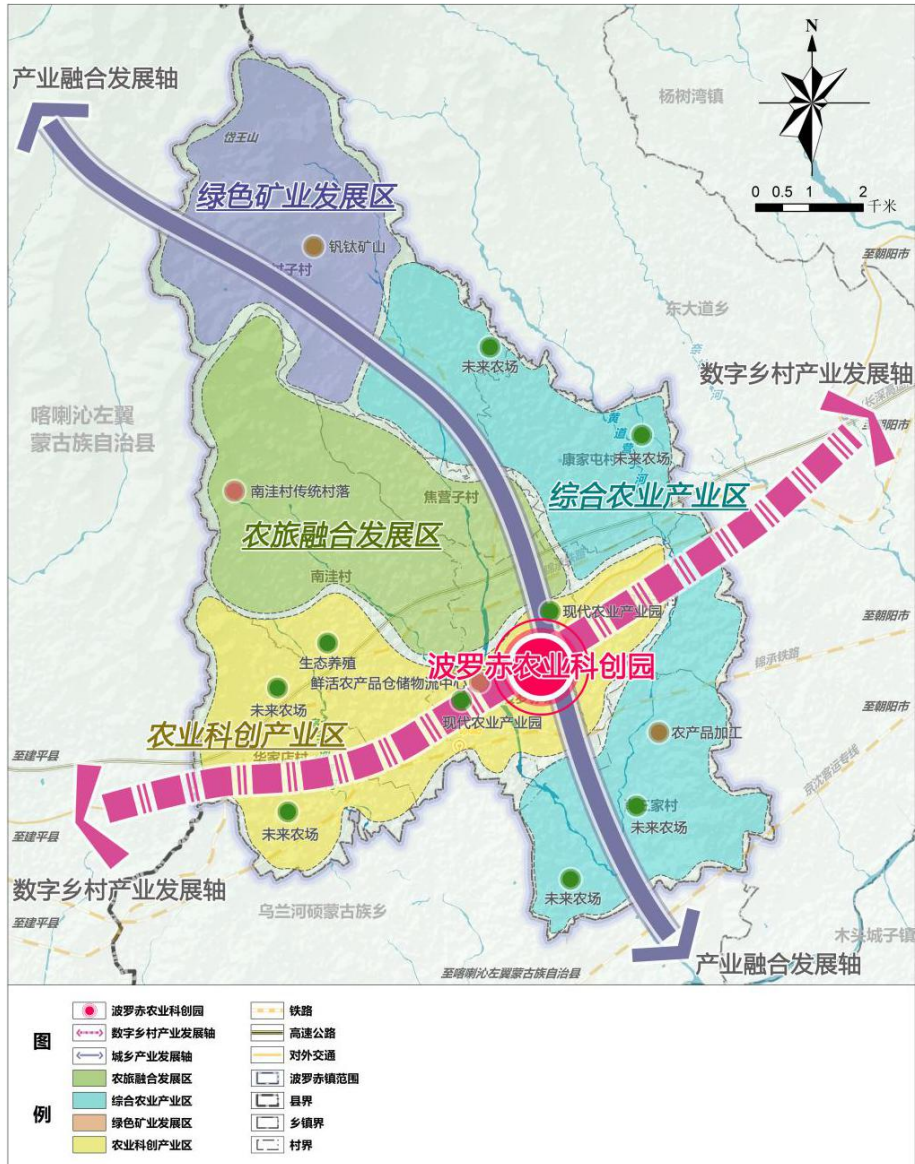 产业融合发展轴
N
杨树湾镇
岱王山
绿色矿业发展区
0 0.5 1 2
千米
钒钛矿山
至朝阳市
东大道乡
未来农场
数字乡村产业发展轴
喀喇沁左翼
蒙古族自治县
康家屯村
未来农场
南洼村传统村落
焦营子村
综合农业产业区
农旅融合发展区
南洼村
现代农业产业园
至朝阳市
生态养殖
波罗赤农业科创园
锦承铁路
鲜活农产品仓储物流中心
未来农场
至朝阳市
现代农业产业园
农产品加工
农业科创产业区
华家店村
京沈客运专线
至建平县
未来农场
未来农场
至建平县
数字乡村产业发展轴
未来农场
乌兰河硕蒙古族乡
木头城子镇
至喀喇沁左翼蒙古族自治县
产业融合发展轴
图例
波罗赤农业科创园
数字乡村产业发展轴
城乡产业发展轴
农旅融合发展区
综合农业产业区
绿色矿业发展区
农业科创产业区
铁路
高速公路
对外交通
波罗赤镇范围
县界
乡镇界
村界